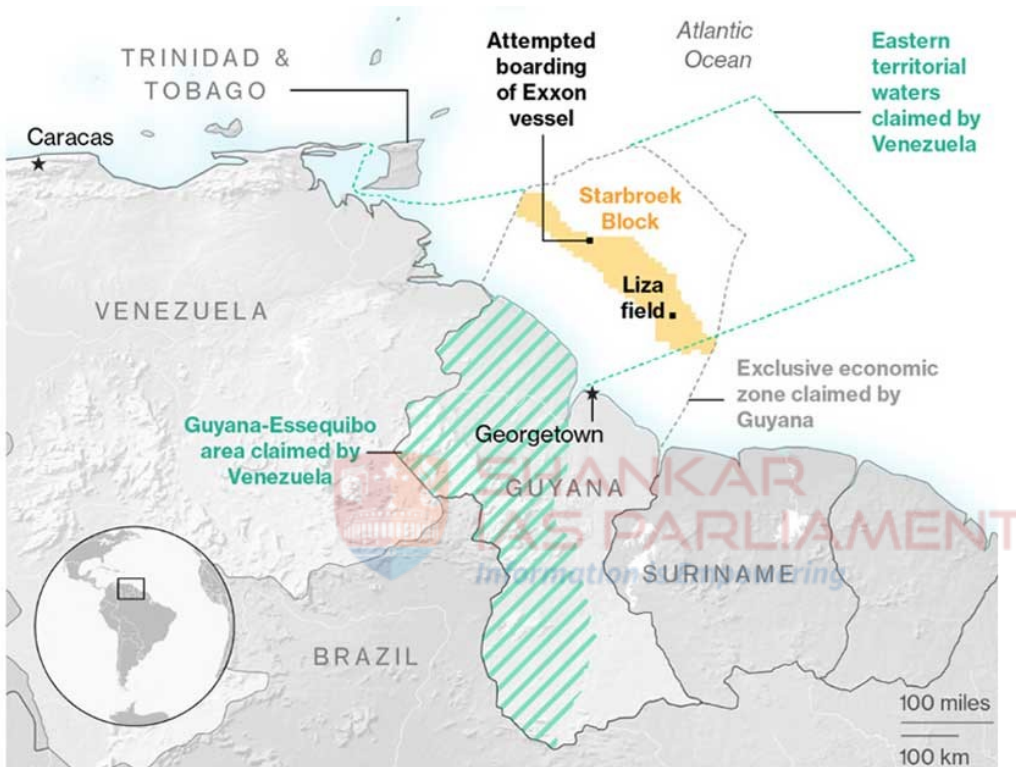 TRINIDAD &
TOBAGO
Caracas
Attempted
boarding
of Exxon
vessel
Atlantic
Ocean
Eastern
territorial
waters
claimed by
Venezuela
Starbroek
Block
Liza
field
VENEZUELA
Exclusive economic
zone claimed by
Guyana
Guyana-Essequibo
area claimed by
Venezuela
Georgetown
GUYANA
SHANKAR
IAS PARLIAMENT
Information is Empowering
SURINAME
BRAZIL
100 miles
100 km